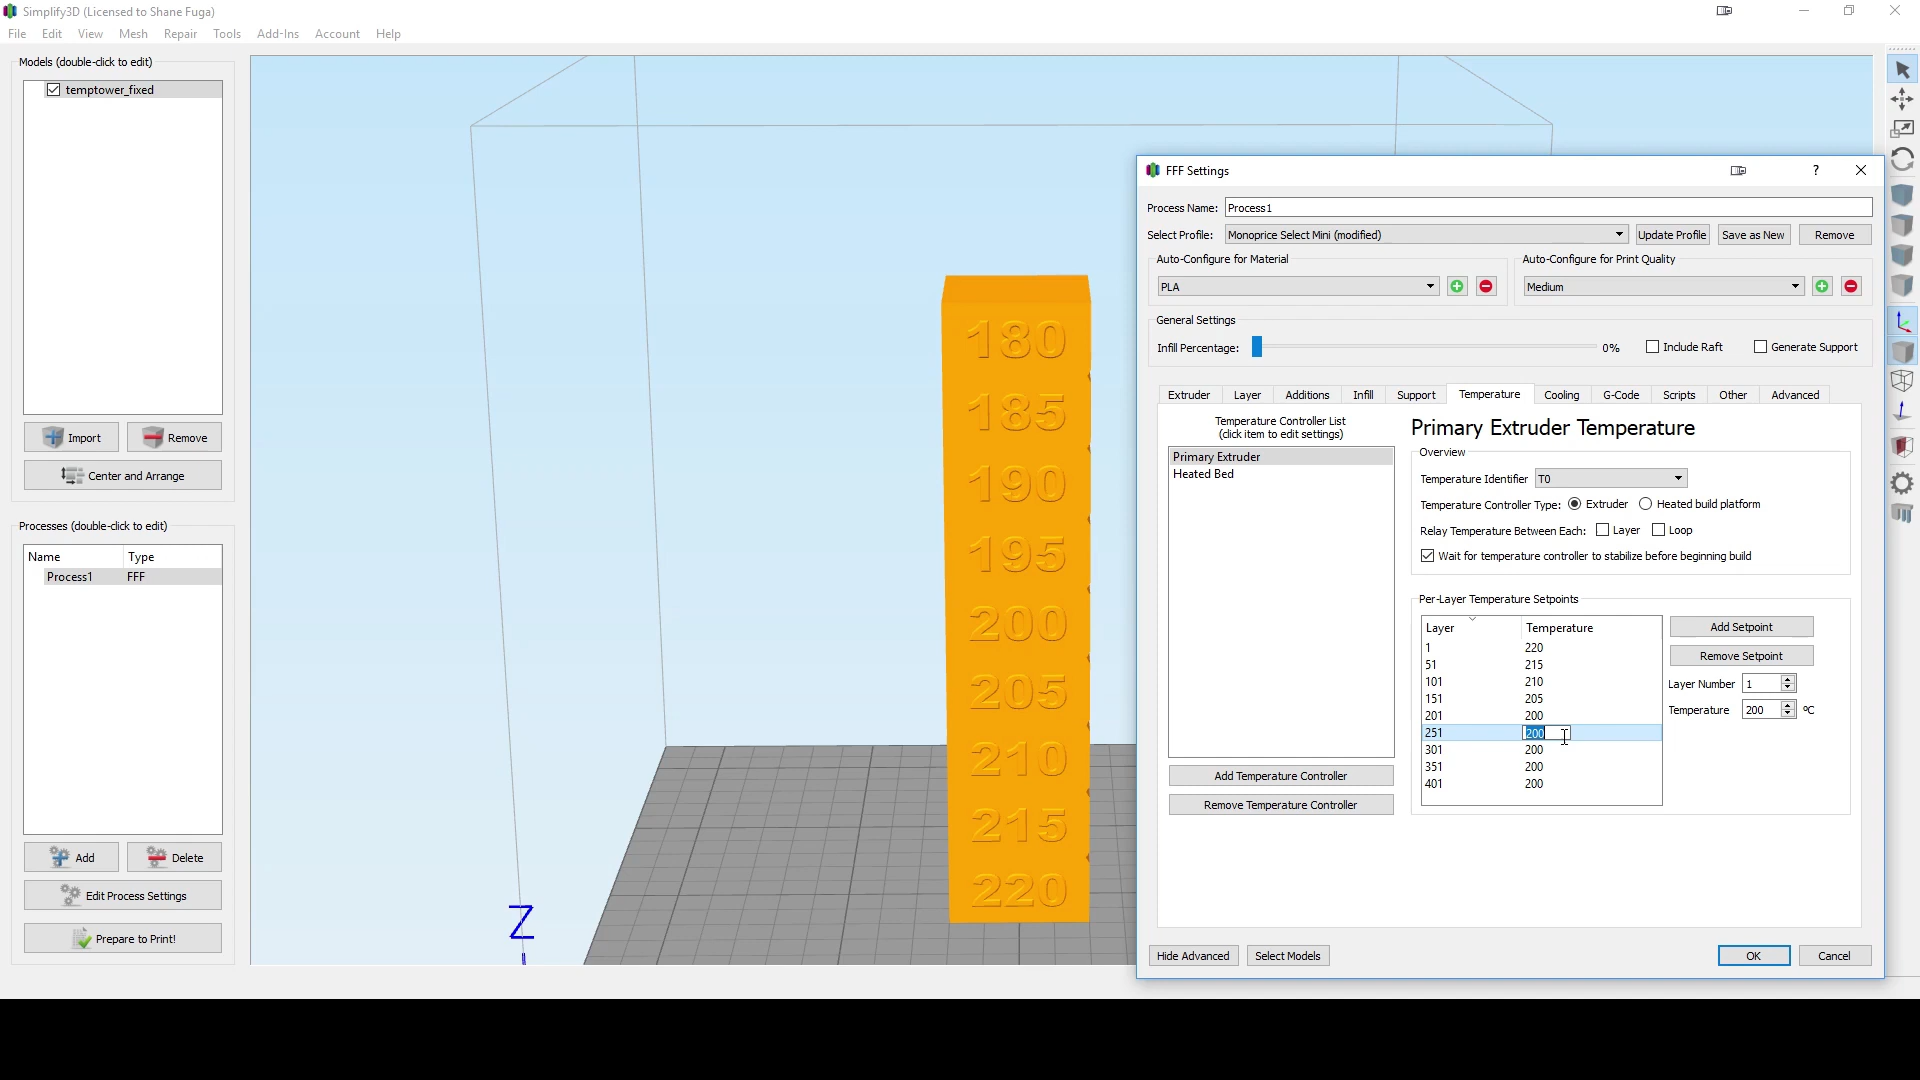 Simplify3D (Licensed to Shane Fuga)
File Edit View Mesh Repair Tools Add-Ins Account Help
Models (double-click to edit)
temptower_fixed
Import Remove
Center and Arrange
Processes (double-click to edit)
Name Type
Process1 FFF
Add Delete
Edit Process Settings
Prepare to Print!
180
185
190
195
200
205
210
215
220
Z
FFF Settings
?
Process Name: Process1
Select Profile: Monoprice Select Mini (modified) Update Profile Save as New Remove
Auto-Configure for Material Auto-Configure for Print Quality
PLA Medium
General Settings
Infill Percentage: 0% Include Raft Generate Support
Extruder Layer Additions Infill Support Temperature Cooling G-Code Scripts Other Advanced
Temperature Controller List
(click item to edit settings)
Primary Extruder
Heated Bed
Add Temperature Controller
Remove Temperature Controller
Primary Extruder Temperature
Overview
Temperature Identifier T0
Temperature Controller Type: Extruder Heated build platform
Relay Temperature Between Each: Layer Loop
Wait for temperature controller to stabilize before beginning build
Per-Layer Temperature Setpoints
Layer Temperature
1 220
51 215
101 210
151 205
201 200
251 200
301 200
351 200
401 200
Add Setpoint
Remove Setpoint
Layer Number 1
Temperature 200 ºC
Hide Advanced Select Models OK Cancel